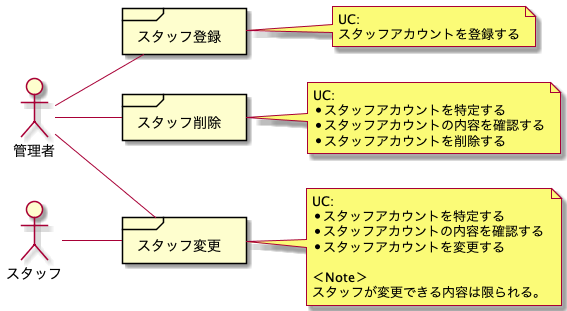 スタッフ登録
UC:
スタッフアカウントを登録する
管理者
スタッフ削除
UC:
•スタッフアカウントを特定する
•スタッフアカウントの内容を確認する
•スタッフアカウントを削除する
スタッフ
スタッフ変更
UC:
•スタッフアカウントを特定する
•スタッフアカウントの内容を確認する
•スタッフアカウントを変更する
＜Note＞
スタッフが変更できる内容は限られる。